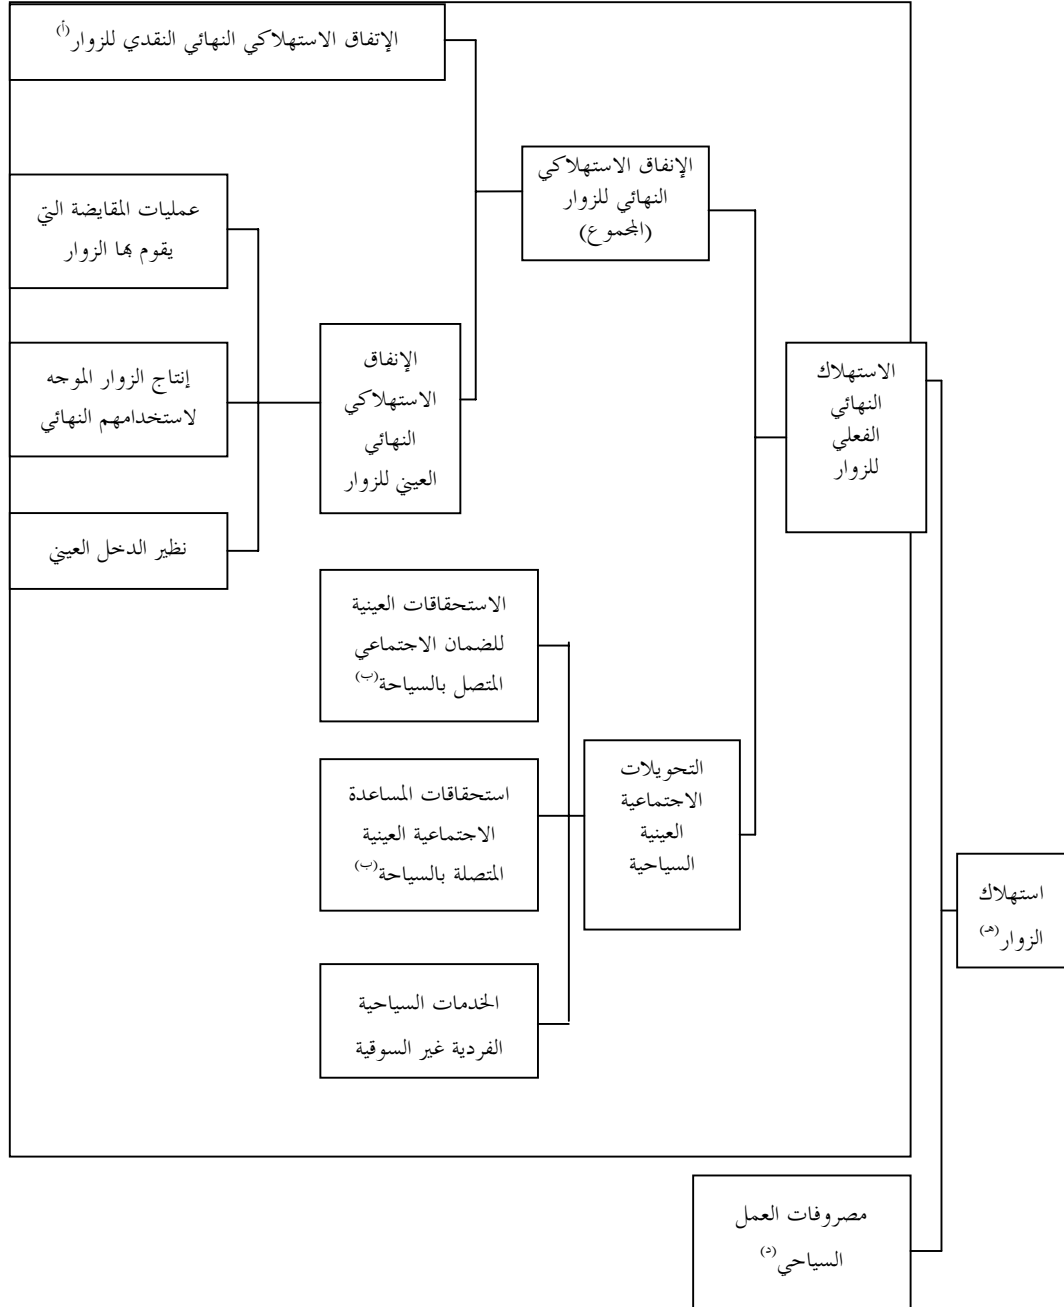 الإنفاق الاستهلاكي النهائي النقدي للزوار(أ)
الإنفاق الاستهلاكي
النهائي للزوار
(المجموع)
عمليات المقايضة التي
يقوم بها الزوار
إنتاج الزوار الموجه
لاستخدامهم النهائي
نظير الدخل العيني
الإنفاق
الاستهلاكي
النهائي
العيني للزوار
الاستهلاك
النهائي
الفعلي
للزوار
الاستحقاقات العينية
للضمان الاجتماعي
المتصل بالسياحة(ب)
استحقاقات المساعدة
الاجتماعية العينية
المتصلة بالسياحة(ب)
الخدمات السياحية
الفردية غير السوقية
التحويلات
الاجتماعية
العينية
السياحية
استهلاك
الزوار(هـ)
مصروفات العمل
السياحي(د)